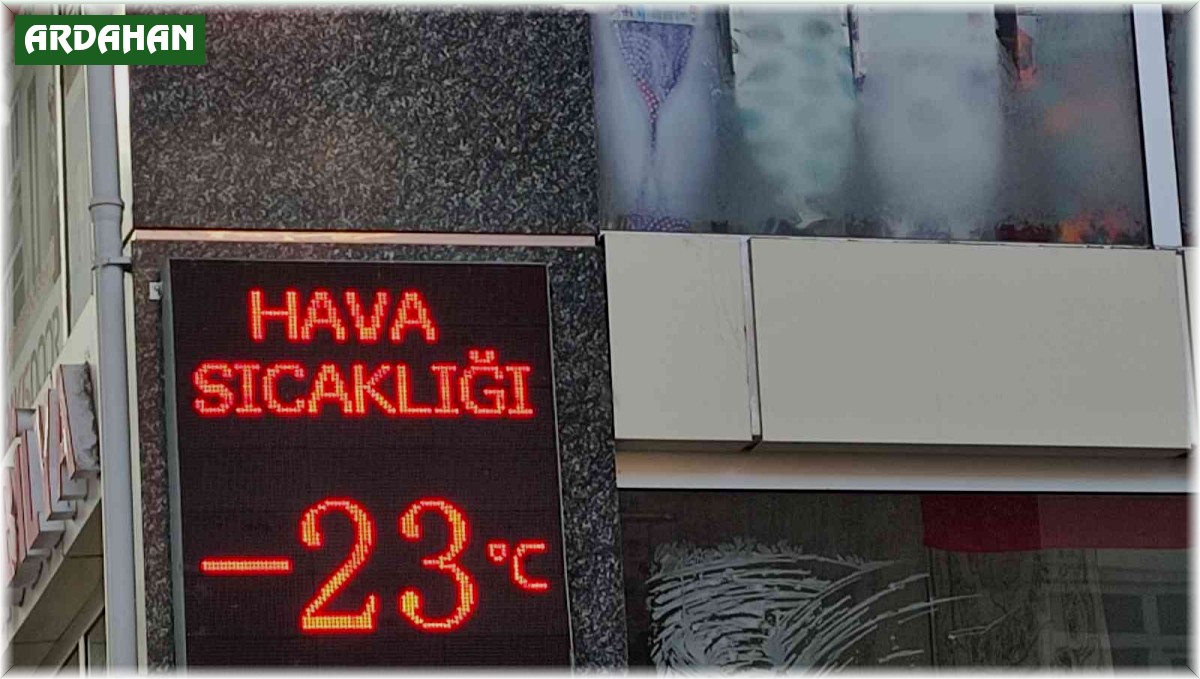 ARDAHAN
HAVA
SICAKLIĞI
-23 °C